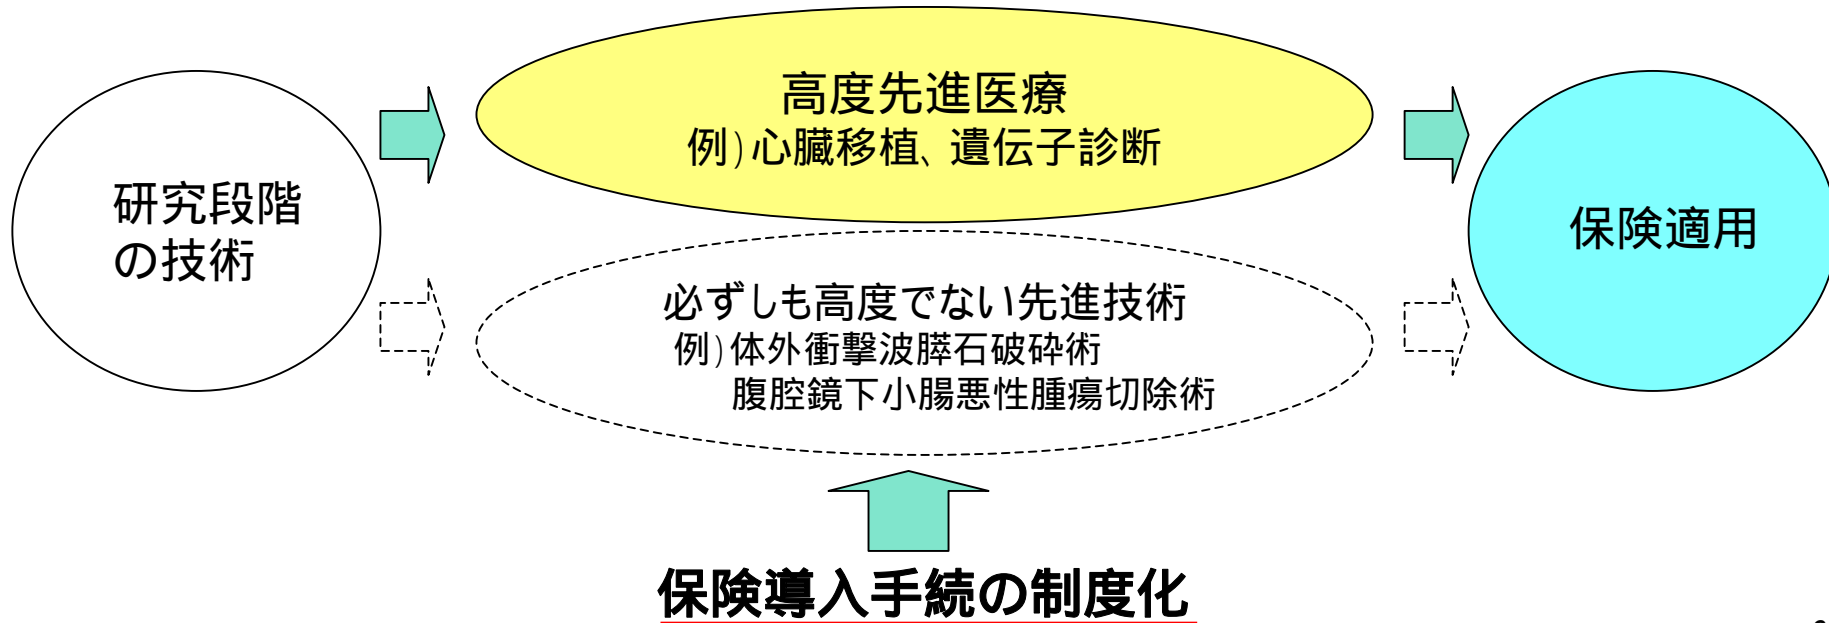 高度先進医療
例)心臓移植、遺伝子診断
研究段階
の技術
保険適用
必ずしも高度でない先進技術
例)体外衝撃波膵石破砕術
腹腔鏡下小腸悪性腫瘍切除術
保険導入手続の制度化